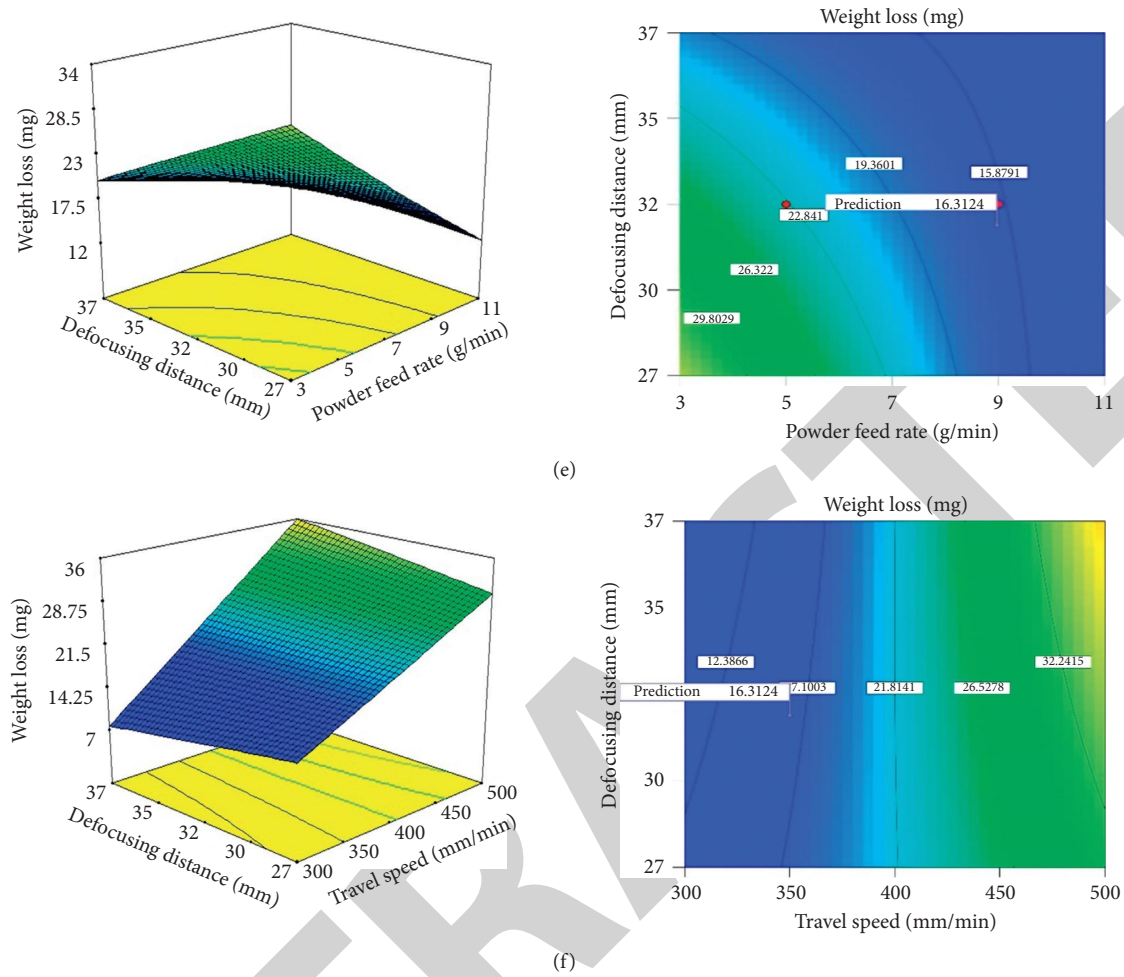 Weight loss (mg)
34
28.5
23
17.5
12
Weight loss (mg)
37
35
32
30
27
Defocusing distance (mm)
3
5
7
9
11
Powder feed rate (g/min)
Weight loss (mg)
37
35
32
30
27
Defocusing distance (mm)
19.3601
15.8791
Prediction 16.3124
22.841
26.322
29.8029
3 5 7 9 11
Powder feed rate (g/min)
(e)
36
28.75
21.5
14.25
7
Weight loss (mg)
37
35
32
30
27
Defocusing distance (mm)
300
350
400
450
500
Travel speed (mm/min)
Weight loss (mg)
37
35
30
27
Defocusing distance (mm)
12.3866
32.2415
Prediction 16.3124
7.1003
21.8141
26.5278
300 350 400 450 500
Travel speed (mm/min)
(f)